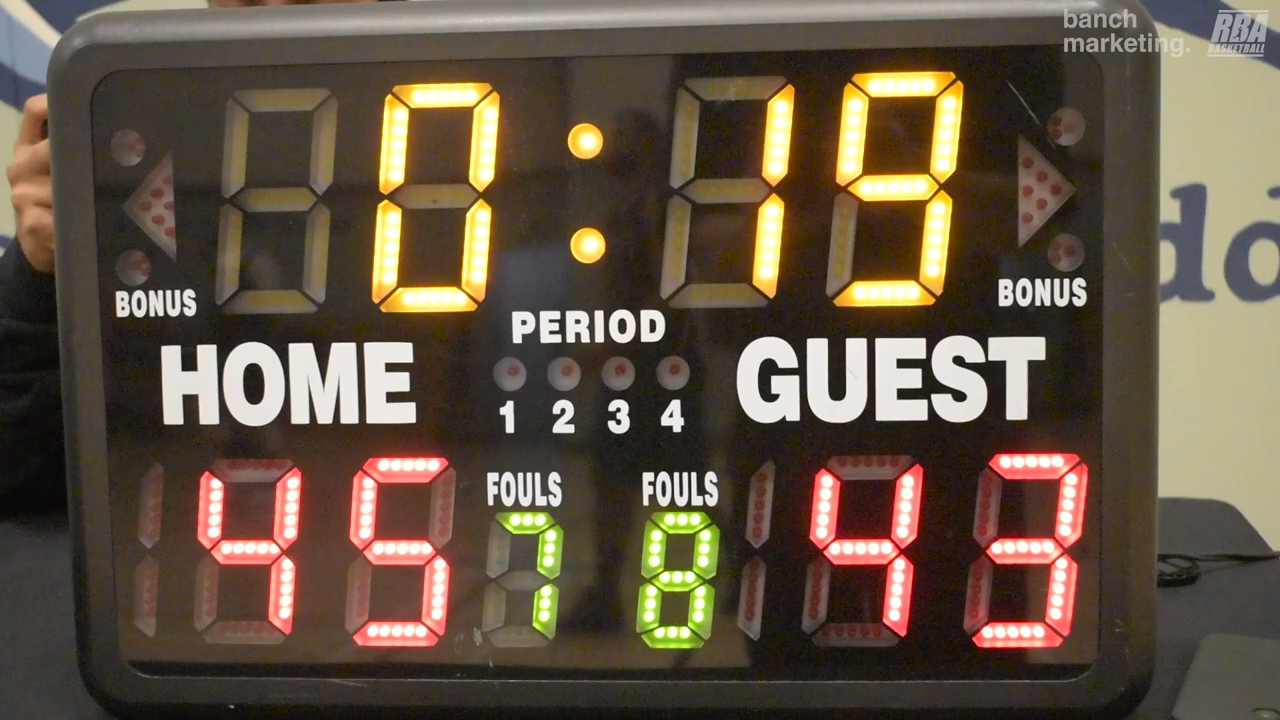 banch
marketing.
RBA
BASKETBALL
0:19
BONUS
BONUS
PERIOD
HOME
GUEST
1 2 3 4
FOULS
FOULS
45
7
8
43
dó